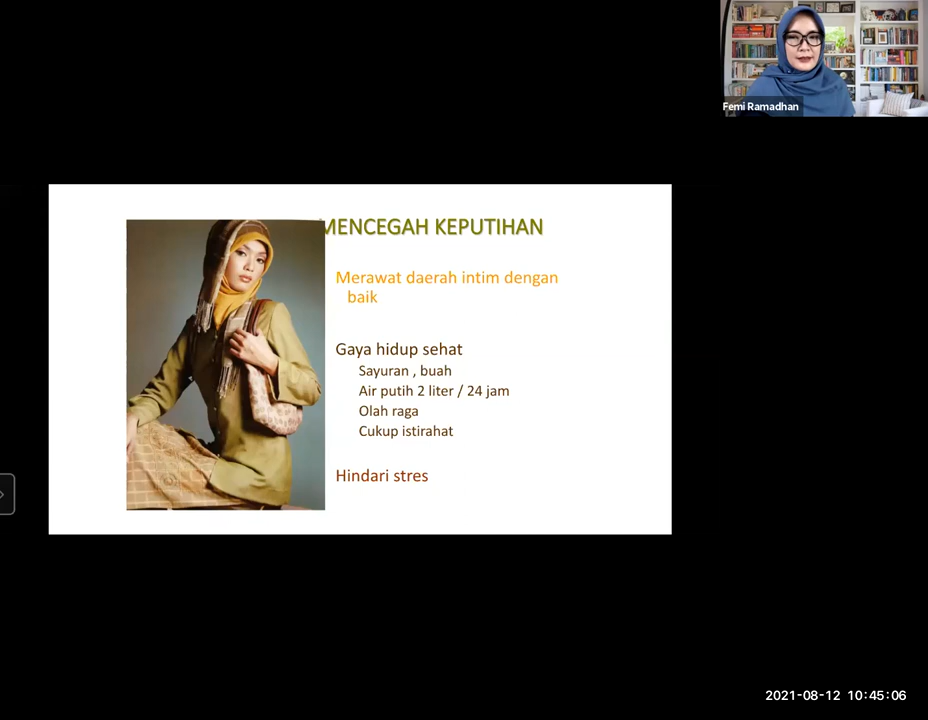 Femi Ramadhan
MENCEGAH KEPUTIHAN
Merawat daerah intim dengan
baik
Gaya hidup sehat
Sayuran , buah
Air putih 2 liter / 24 jam
Olah raga
Cukup istirahat
Hindari stres
2021-08-12 10:45:06